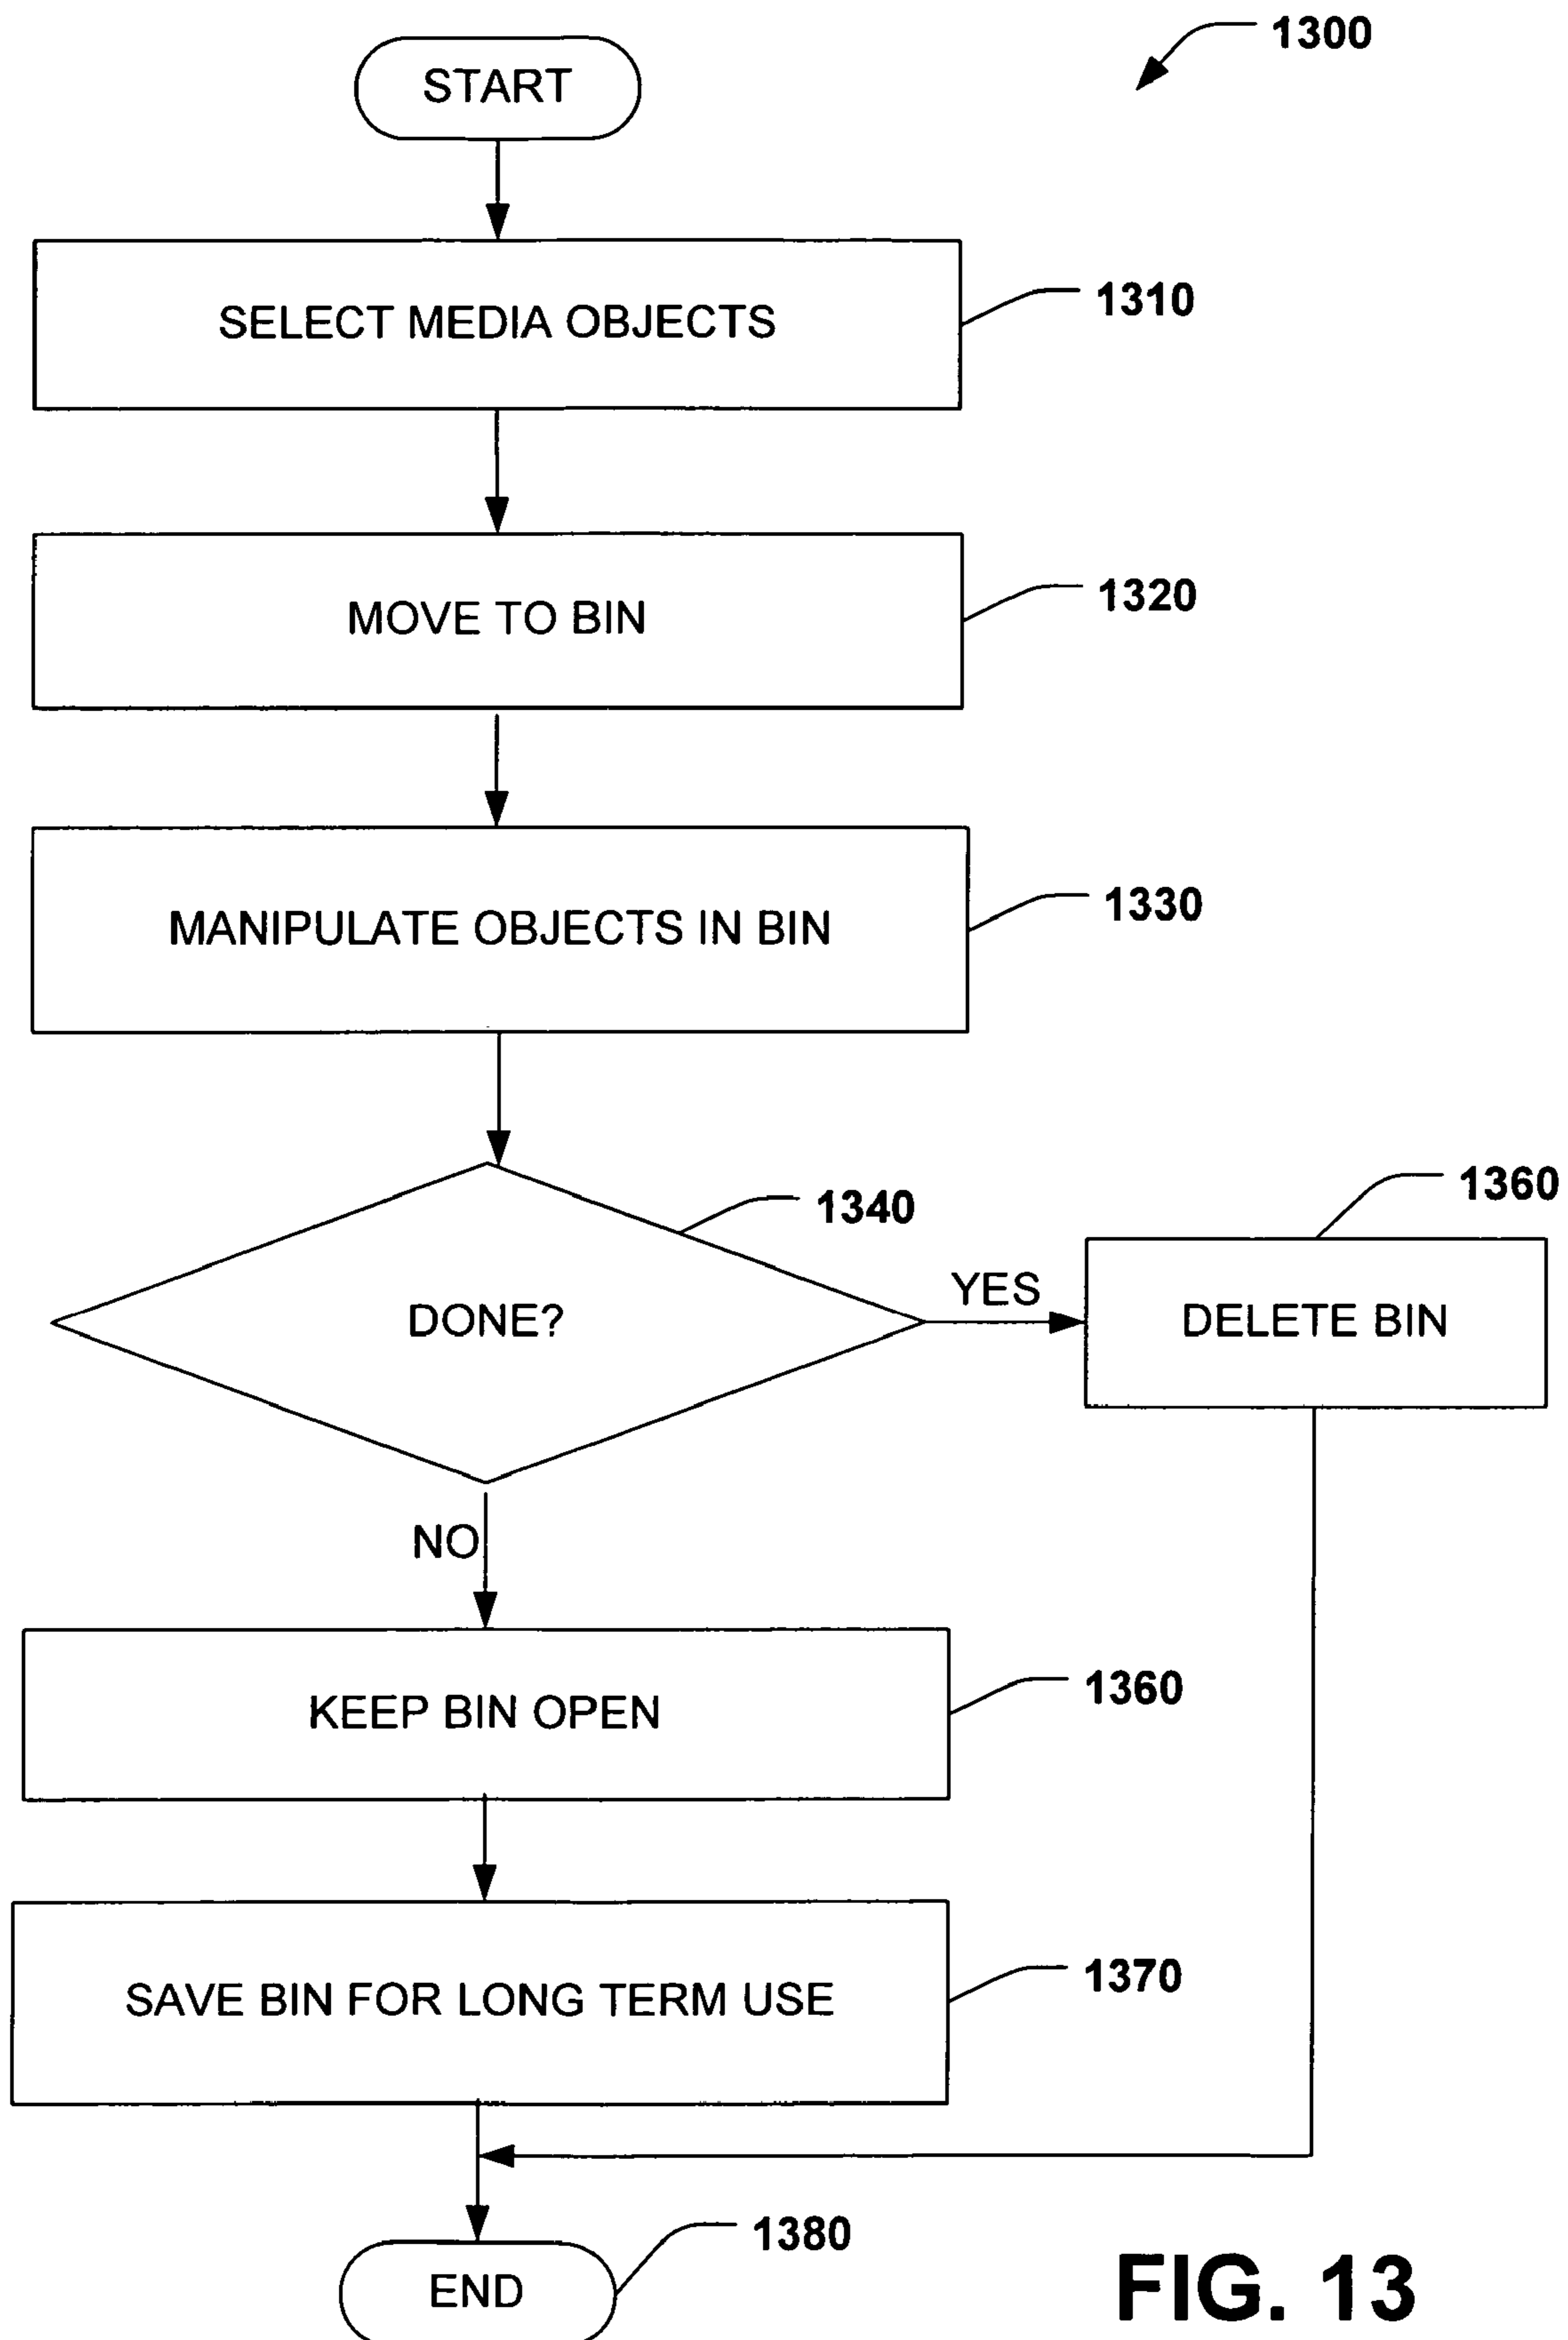 1300
START
SELECT MEDIA OBJECTS
1310
MOVE TO BIN
1320
MANIPULATE OBJECTS IN BIN
1330
1340
DONE?
YES
1360
DELETE BIN
NO
KEEP BIN OPEN
1360
SAVE BIN FOR LONG TERM USE
1370
1380
END
FIG. 13